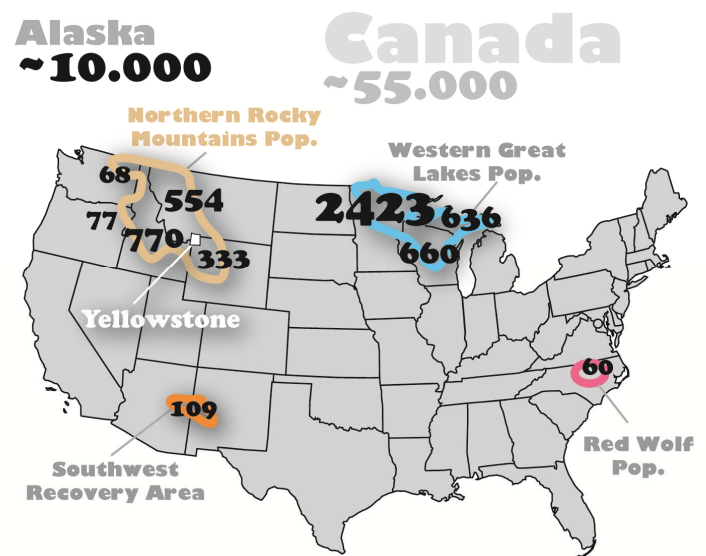 Alaska
~10.000
Canada
~55.000
Northern Rocky
Mountains Pop.
Western Great
Lakes Pop.
68
554
77
770
333
2423
636
660
Yellowstone
109
60
Southwest
Recovery Area
Red Wolf
Pop.